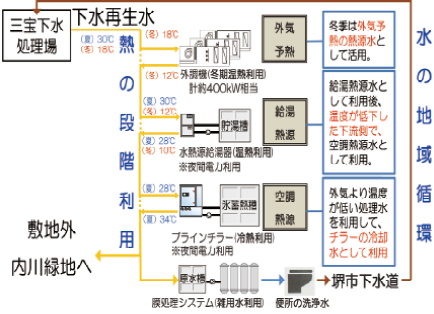 三宝下水
処理場
下水再生水
(夏) 30℃
(冬) 18℃
熱の段階利用
(冬) 18℃
(冬) 12℃
外調機(冬期温熱利用)
計約400kW相当
外気
予熱
冬季は外気予
熱の熱源水と
して活用。
(夏) 30℃
(冬) 12℃
貯湯槽
(夏) 28℃
(冬) 10℃
水熱源給湯器(温熱利用)
※夜間電力利用
給湯
熱源
給湯熱源水と
して利用後、
温度が低下し
た下流側で、
空調熱源水と
して利用。
(夏) 28℃
氷蓄熱槽
(夏) 34℃
ブラインチラー(冷熱利用)
※夜間電力利用
空調
熱源
外気より温度
が低い処理水
を利用して、
チラーの冷却
水として利用
水の地域循環
敷地外
内川緑地へ
原水槽
膜処理システム(雑用水利用)
便所の洗浄水
堺市下水道